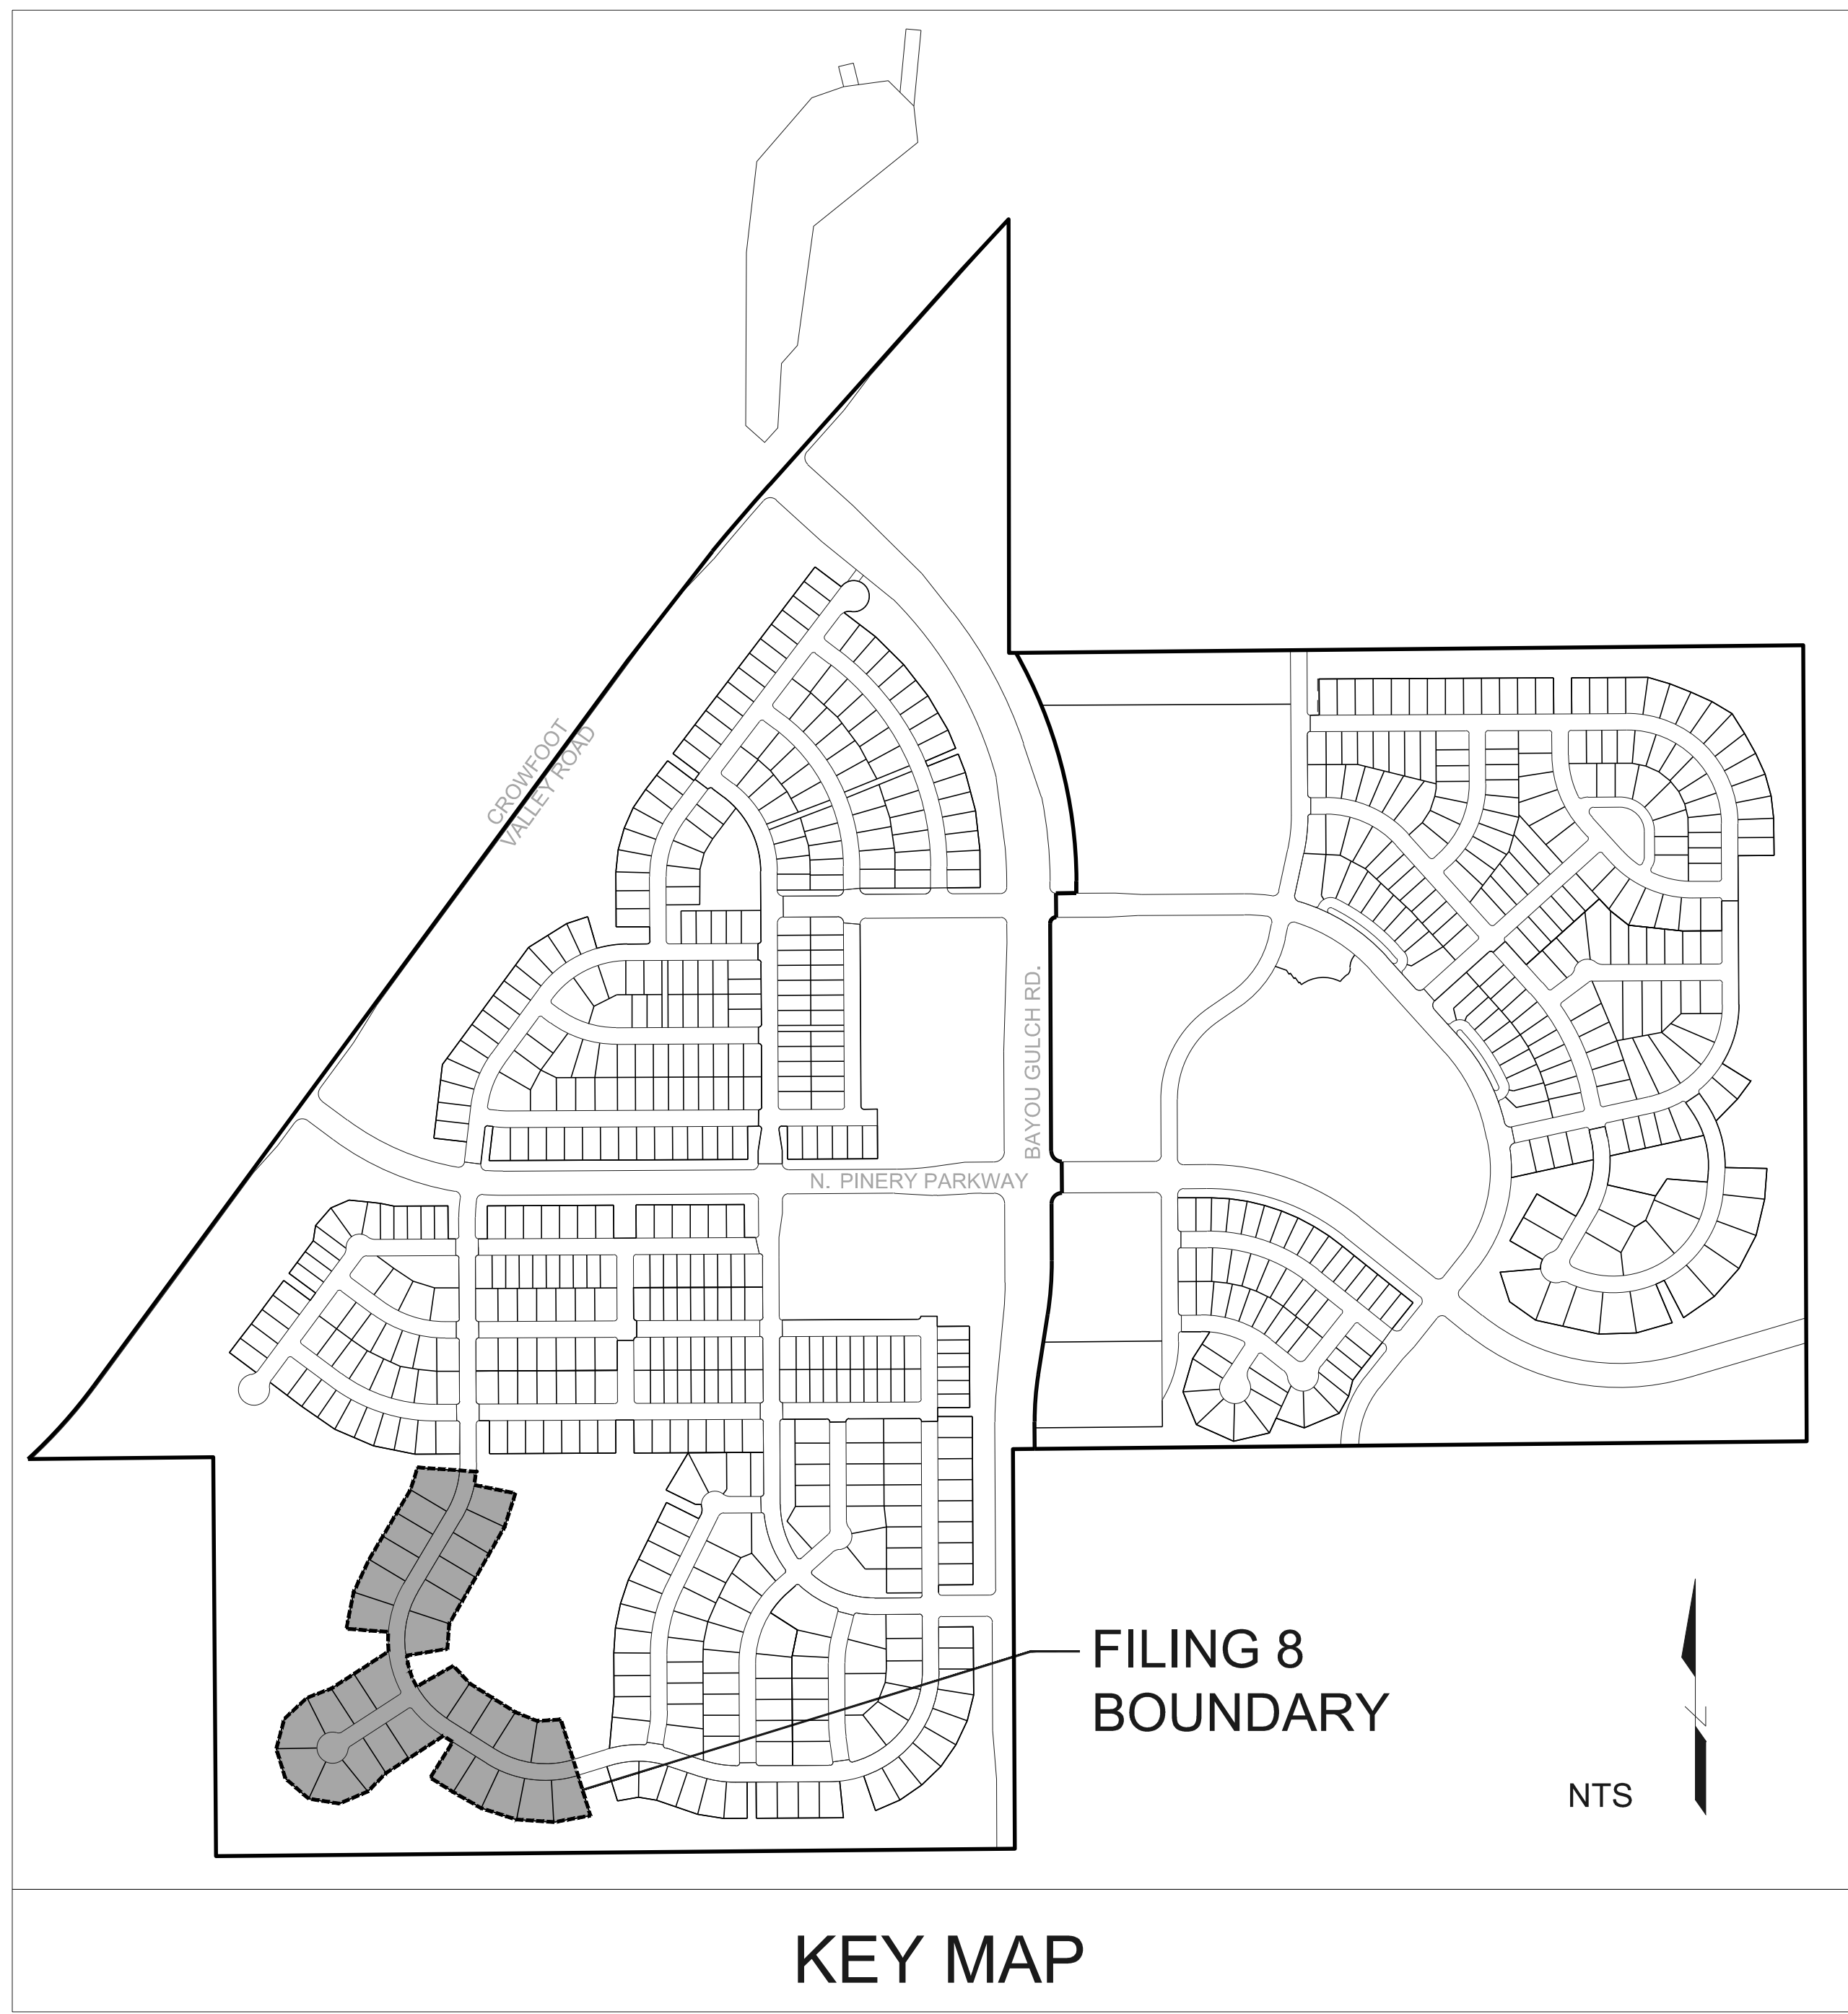 CROWFOOT
VALLEY ROAD
BAYOU GULCH RD.
N. PINERY PARKWAY
FILING 8
BOUNDARY
NTS
KEY MAP